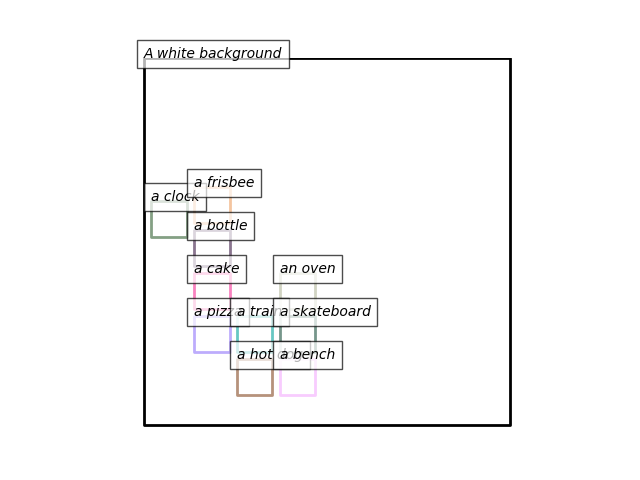 A white background
a frisbee
a clock
a bottle
a cake
an oven
a pizza
a train
a skateboard
a hot dog
a bench